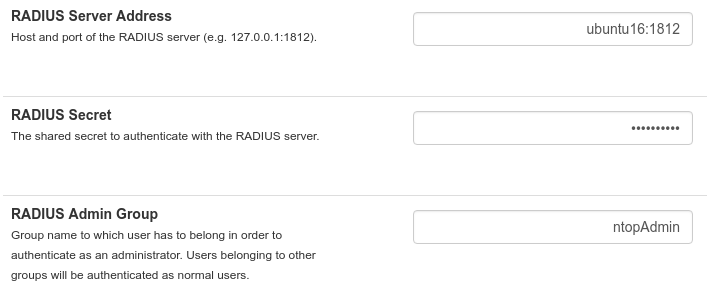 RADIUS Server Address
Host and port of the RADIUS server (e.g. 127.0.0.1:1812).
ubuntu16:1812
RADIUS Secret
The shared secret to authenticate with the RADIUS server.
••••••••••
RADIUS Admin Group
Group name to which user has to belong in order to
authenticate as an administrator. Users belonging to other
groups will be authenticated as normal users.
ntopAdmin